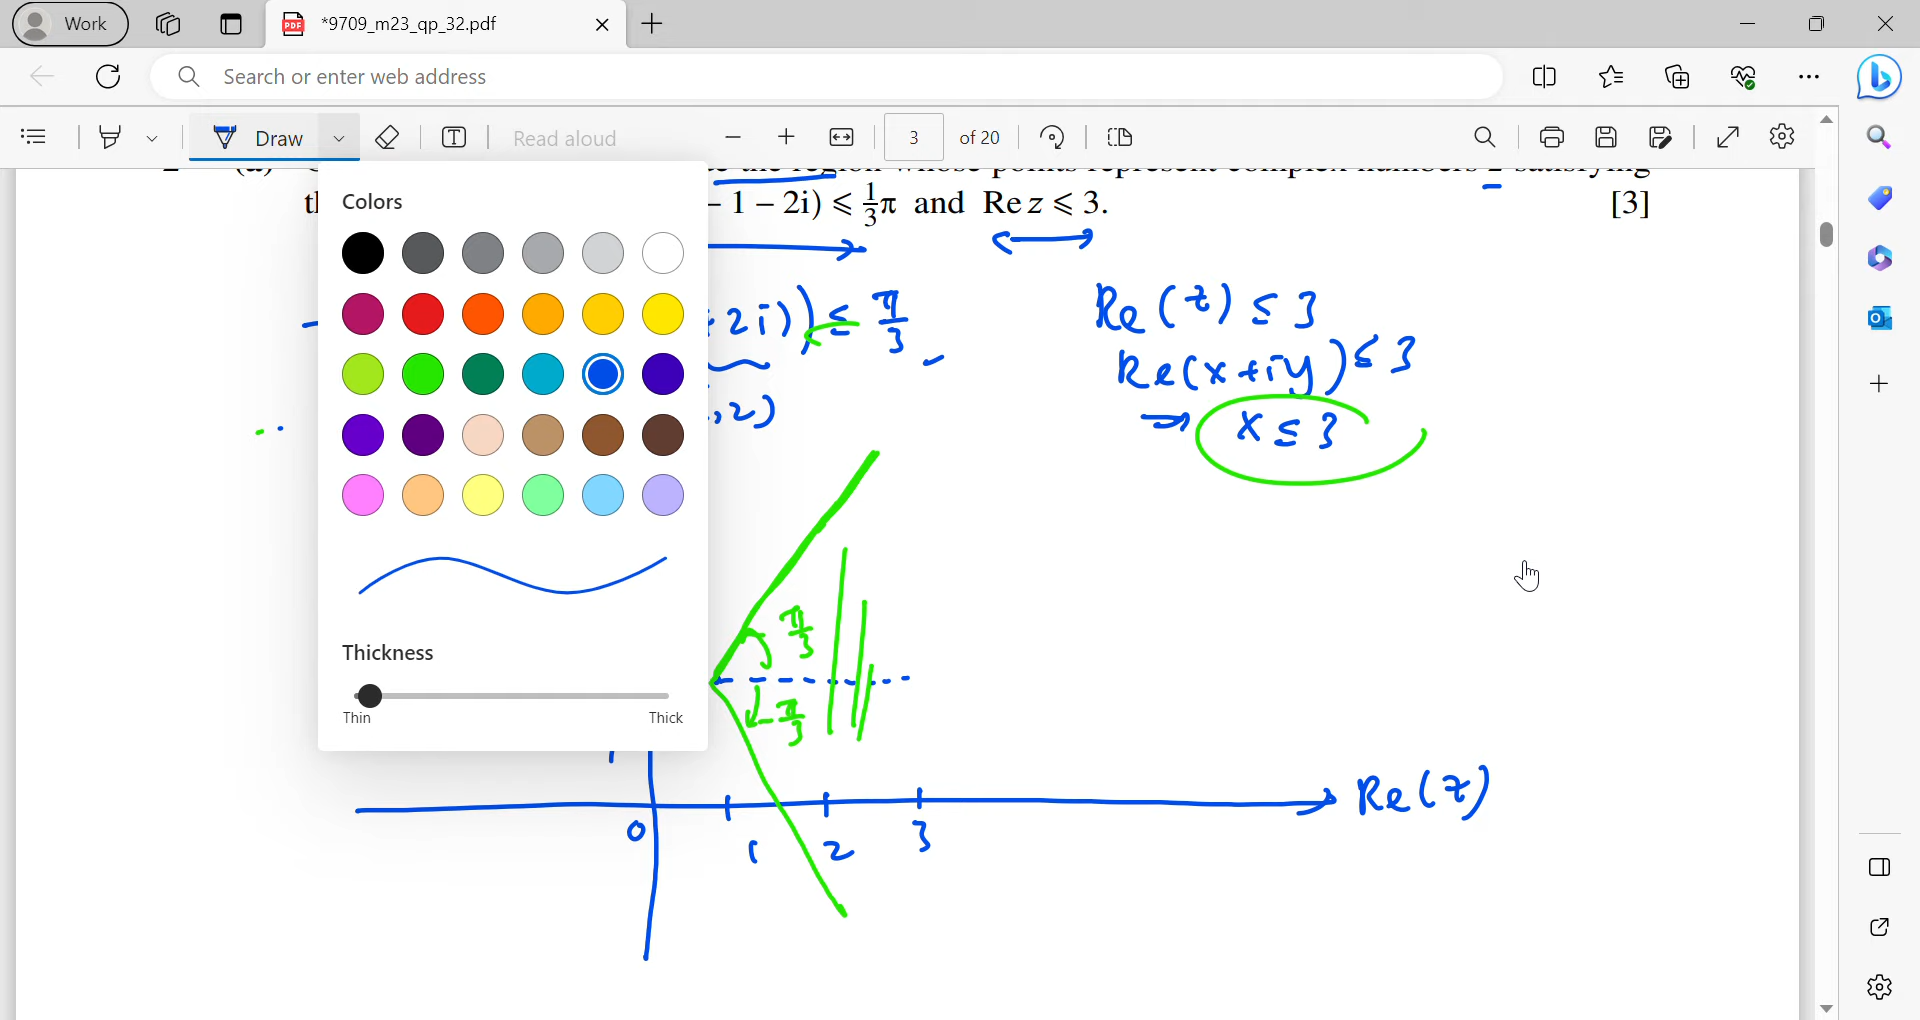 Work
*9709_m23_qp_32.pdf
Search or enter web address
Draw
Read aloud
3 of 20
− 1 − 2i) ⩽ 1/3 π and Re z ⩽ 3.
[3]
Colors
Thickness
Thin
Thick
2i)) ≤ π/3
,2)
Re(z) ≤ 3
Re(x+iy) ≤ 3
⇒ x ≤ 3
π/3
-π/3
Re(z)
0
1
2
3